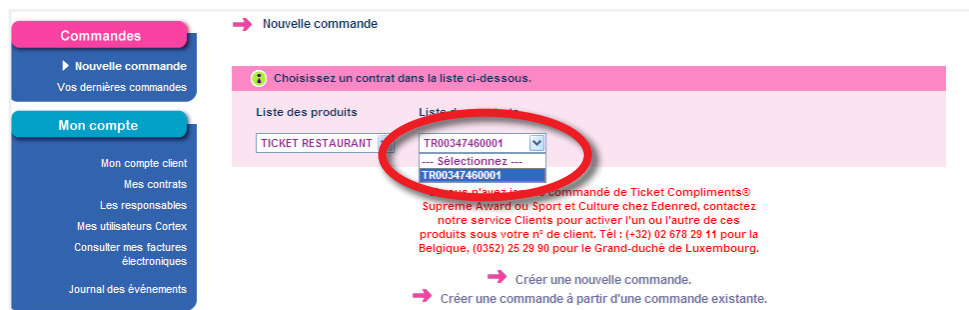 Commandes
Nouvelle commande
Vos dernières commandes
Mon compte
Mon compte client
Mes contrats
Les responsables
Mes utilisateurs Cortex
Consulter mes factures
électroniques
Journal des événements
Nouvelle commande
Choisissez un contrat dans la liste ci-dessous.
Liste des produits
Liste
TICKET RESTAURANT
TR00347460001
--- Sélectionnez ---
TR00347460001
n'avez commandé de Ticket Compliments®
Supreme Award ou Sport et Culture chez Edenred, contactez
notre service Clients pour activer l'un ou l'autre de ces
produits sous votre n° de client. Tél : (+32) 02 678 29 11 pour la
Belgique, (0352) 25 29 90 pour le Grand-duché de Luxembourg.
Créer une nouvelle commande.
Créer une commande à partir d'une commande existante.